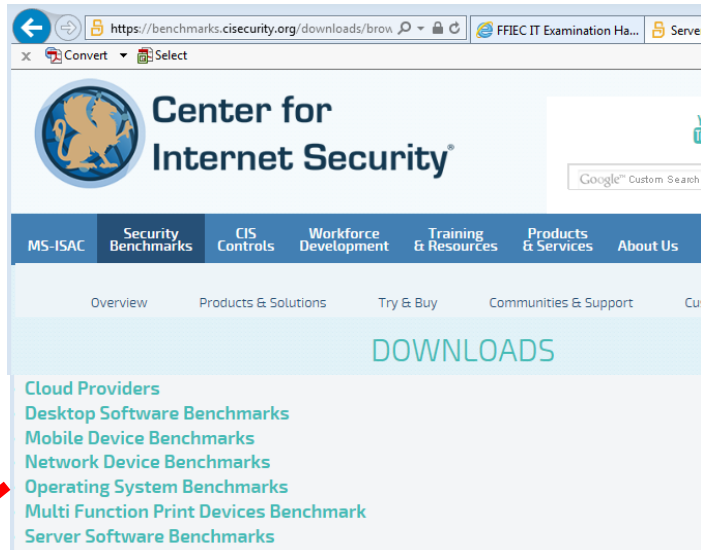 https://benchmarks.cisecurity.org/downloads/brow
FFIEC IT Examination Ha...
x Convert Select
Center for
Internet Security®
Google™ Custom Search
MS-ISAC Security Benchmarks CIS Controls Workforce Development Training & Resources Products & Services About Us
Overview Products & Solutions Try & Buy Communities & Support
DOWNLOADS
Cloud Providers
Desktop Software Benchmarks
Mobile Device Benchmarks
Network Device Benchmarks
Operating System Benchmarks
Multi Function Print Devices Benchmark
Server Software Benchmarks